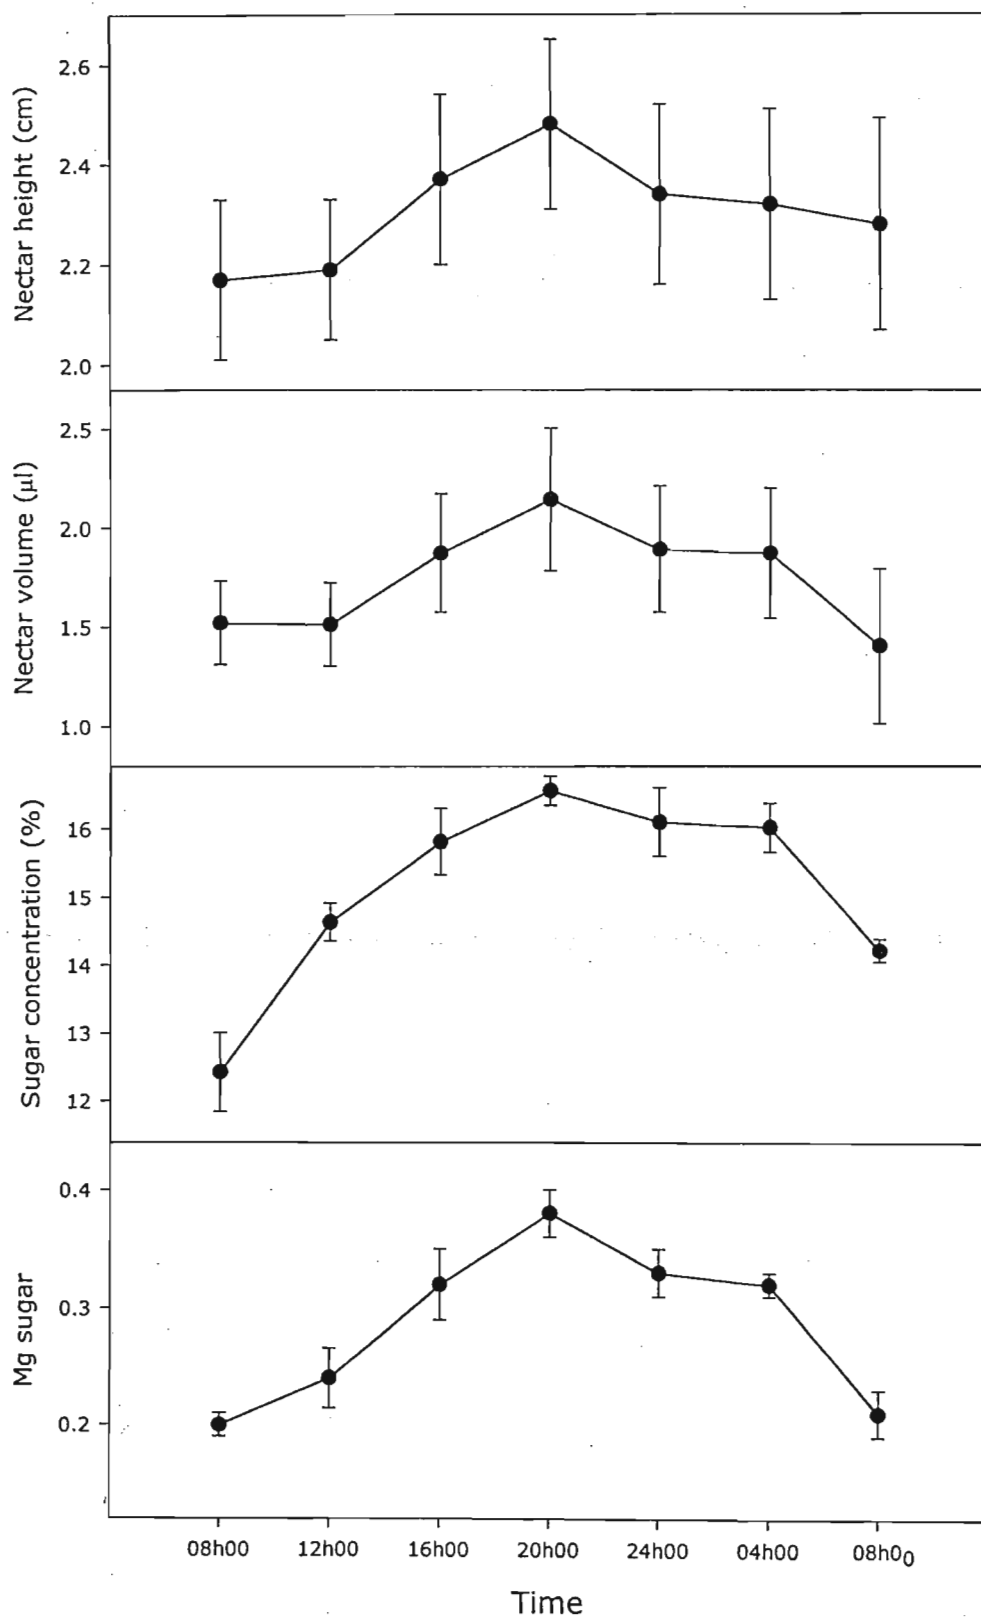 Nectar height (cm)
2.6
2.4
2.2
2.0
Nectar volume (µl)
2.5
2.0
1.5
1.0
Sugar concentration (%)
16
15
14
13
12
Mg sugar
0.4
0.3
0.2
08h00 12h00 16h00 20h00 24h00 04h00 08h00
Time